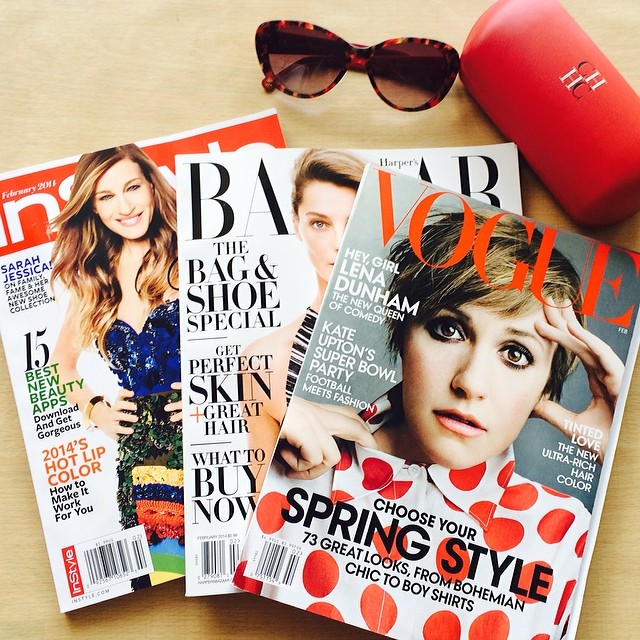 February 2014
InStyle
SARAH
JESSICA!
ON FAMILY,
FAME & HER
AWESOME
NEW SHOE
COLLECTION
15
BEST
NEW
BEAUTY
APPS
Download
And Get
Gorgeous
2014'S
HOT LIP
COLOR
How to
Make It
Work
For You
InStyle
INSTYLE.COM
Harper's
BAZAAR
THE
BAG &
SHOE
SPECIAL
GET
PERFECT
SKIN
+GREAT
HAIR
WHAT TO
BUY
NOW
FEBRUARY 2014
VOGUE
FEB
HEY, GIRL
LENA
DUNHAM
THE NEW QUEEN
OF COMEDY
KATE
UPTON'S
SUPER BOWL
PARTY
FOOTBALL
MEETS FASHION
TINTED
LOVE
THE NEW
ULTRA-RICH
HAIR
COLOR
CHOOSE YOUR
SPRING STYLE
73 GREAT LOOKS, FROM BOHEMIAN
CHIC TO BOY SHIRTS
CH
HC